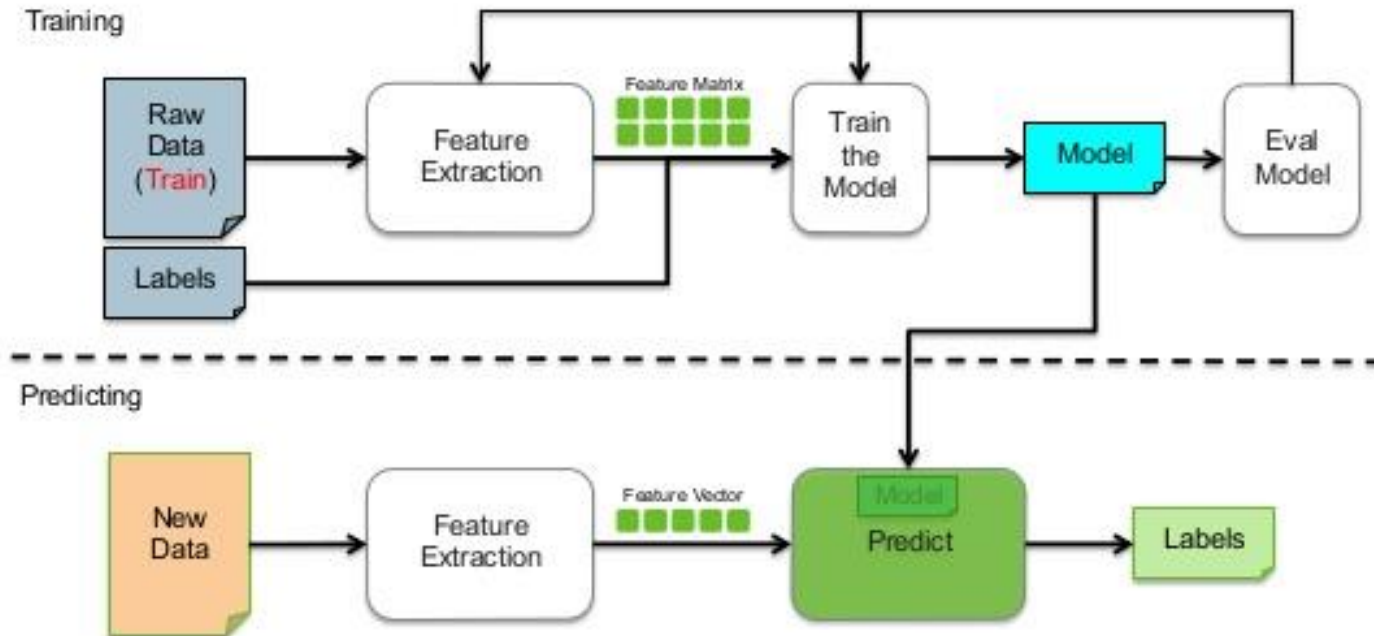 Training
Raw
Data
(Train)
Labels
Feature
Extraction
Feature Matrix
Train
the
Model
Model
Eval
Model
Predicting
New
Data
Feature
Extraction
Feature Vector
Model
Predict
Labels